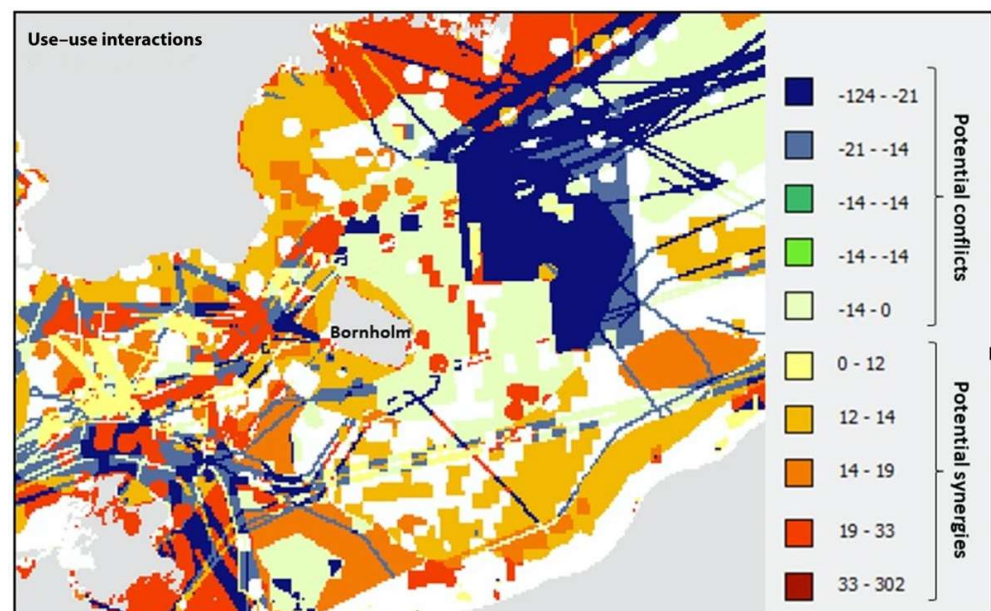 Use–use interactions
Bornholm
-124 - -21
-21 - -14
-14 - -14
-14 - -14
-14 - 0
0 - 12
12 - 14
14 - 19
19 - 33
33 - 302
Potential conflicts
Potential synergies